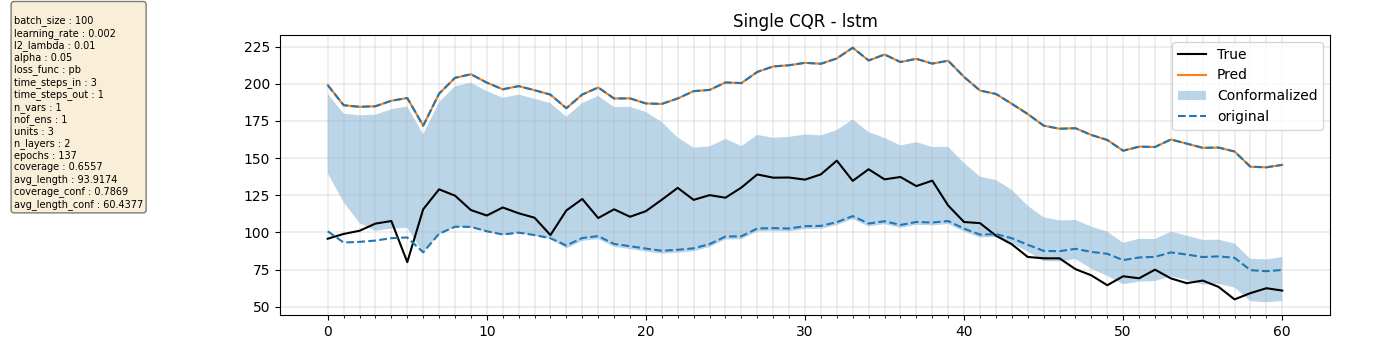 batch_size : 100
learning_rate : 0.002
l2_lambda : 0.01
alpha : 0.05
loss_func : pb
time_steps_in : 3
time_steps_out : 1
n_vars : 1
nof_ens : 1
units : 3
n_layers : 2
epochs : 137
coverage : 0.6557
avg_length : 93.9174
coverage_conf : 0.7869
avg_length_conf : 60.4377
Single CQR - lstm
225
200
175
150
125
100
75
50
True
Pred
Conformalized
original
0 10 20 30 40 50 60